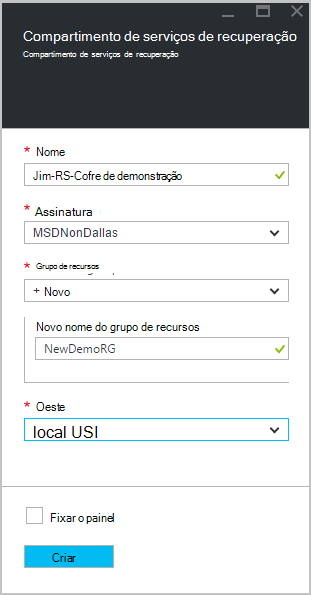 Compartimento de serviços de recuperação
Compartimento de serviços de recuperação
* Nome
Jim-RS-Cofre de demonstração
* Assinatura
MSDNonDallas
* Grupo de recursos
+ Novo
Novo nome do grupo de recursos
NewDemoRG
* Oeste
local USI
Fixar o painel
Criar